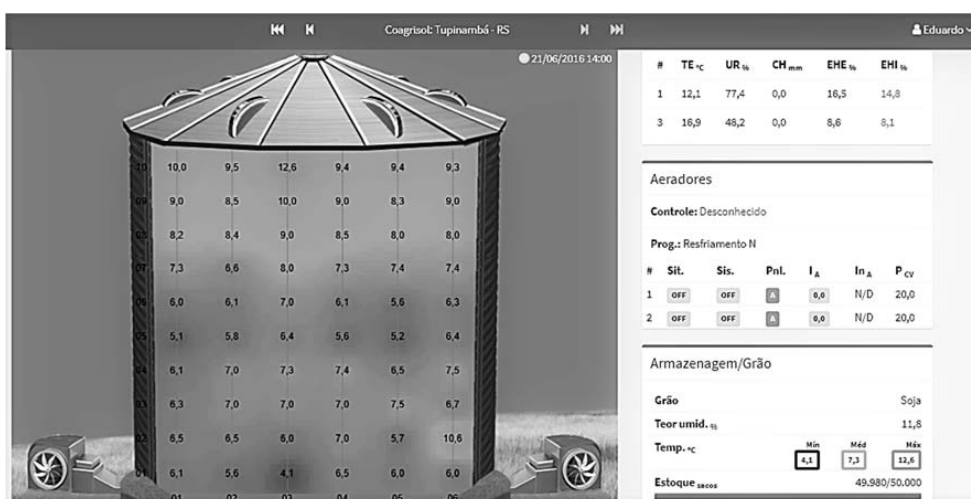 Coagrisol: Tupinambá - RS
Eduardo
21/06/2016 14:00
10 10,0 9,5 12,6 9,4 9,4 9,3
09 9,0 8,5 10,0 9,0 8,3 9,0
08 8,2 8,4 9,0 8,5 8,0 8,0
07 7,3 6,6 8,0 7,3 7,4 7,4
06 6,0 6,1 7,0 6,1 5,6 6,3
05 5,1 5,8 6,4 5,6 5,2 6,4
04 6,1 7,0 7,3 7,4 6,5 7,5
03 6,3 7,0 7,0 7,0 7,5 6,7
02 6,5 6,5 6,0 7,0 5,7 10,6
01 6,1 5,6 4,1 6,5 6,0 6,0
01 02 03 04 05 06
# TE °C UR % CH mm EHE % EHI %
1 12,1 77,4 0,0 16,5 14,8
3 16,9 48,2 0,0 8,6 8,1
Aeradores
Controle: Desconhecido
Prog.: Resfriamento N
# Sit. Sis. Pnl. I A In A P CV
1 OFF OFF A 0,0 N/D 20,0
2 OFF OFF A 0,0 N/D 20,0
Armazenagem/Grão
Grão Soja
Teor umid. % 11,8
Mín Méd Máx
Temp. °C 4,1 7,3 12,6
Estoque sacos 49.980/50.000